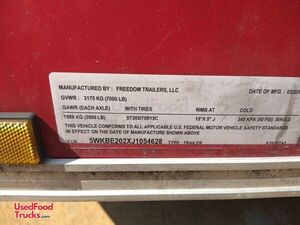 MANUFACTURED BY: FREEDOM TRAILERS, LLC DATE OF MFG.: 03/201
GVWR: 3175 KG (7000 LB)
GAWR (EACH AXLE) WITH TIRES RIMS AT COLD
1588 KG (3500 LB) ST205/75R15C 15"X 5" J 345 KPA (50 PSI) SINGLE
THIS VEHICLE CONFORMS TO ALL APPLICABLE U.S. FEDERAL MOTOR VEHICLE SAFETY STANDARDS
IN EFFECT ON THE DATE OF MANUFACTURE SHOWN ABOVE
V.I.N. 5WKBE202XJ1054628 TYPE: TRAILER